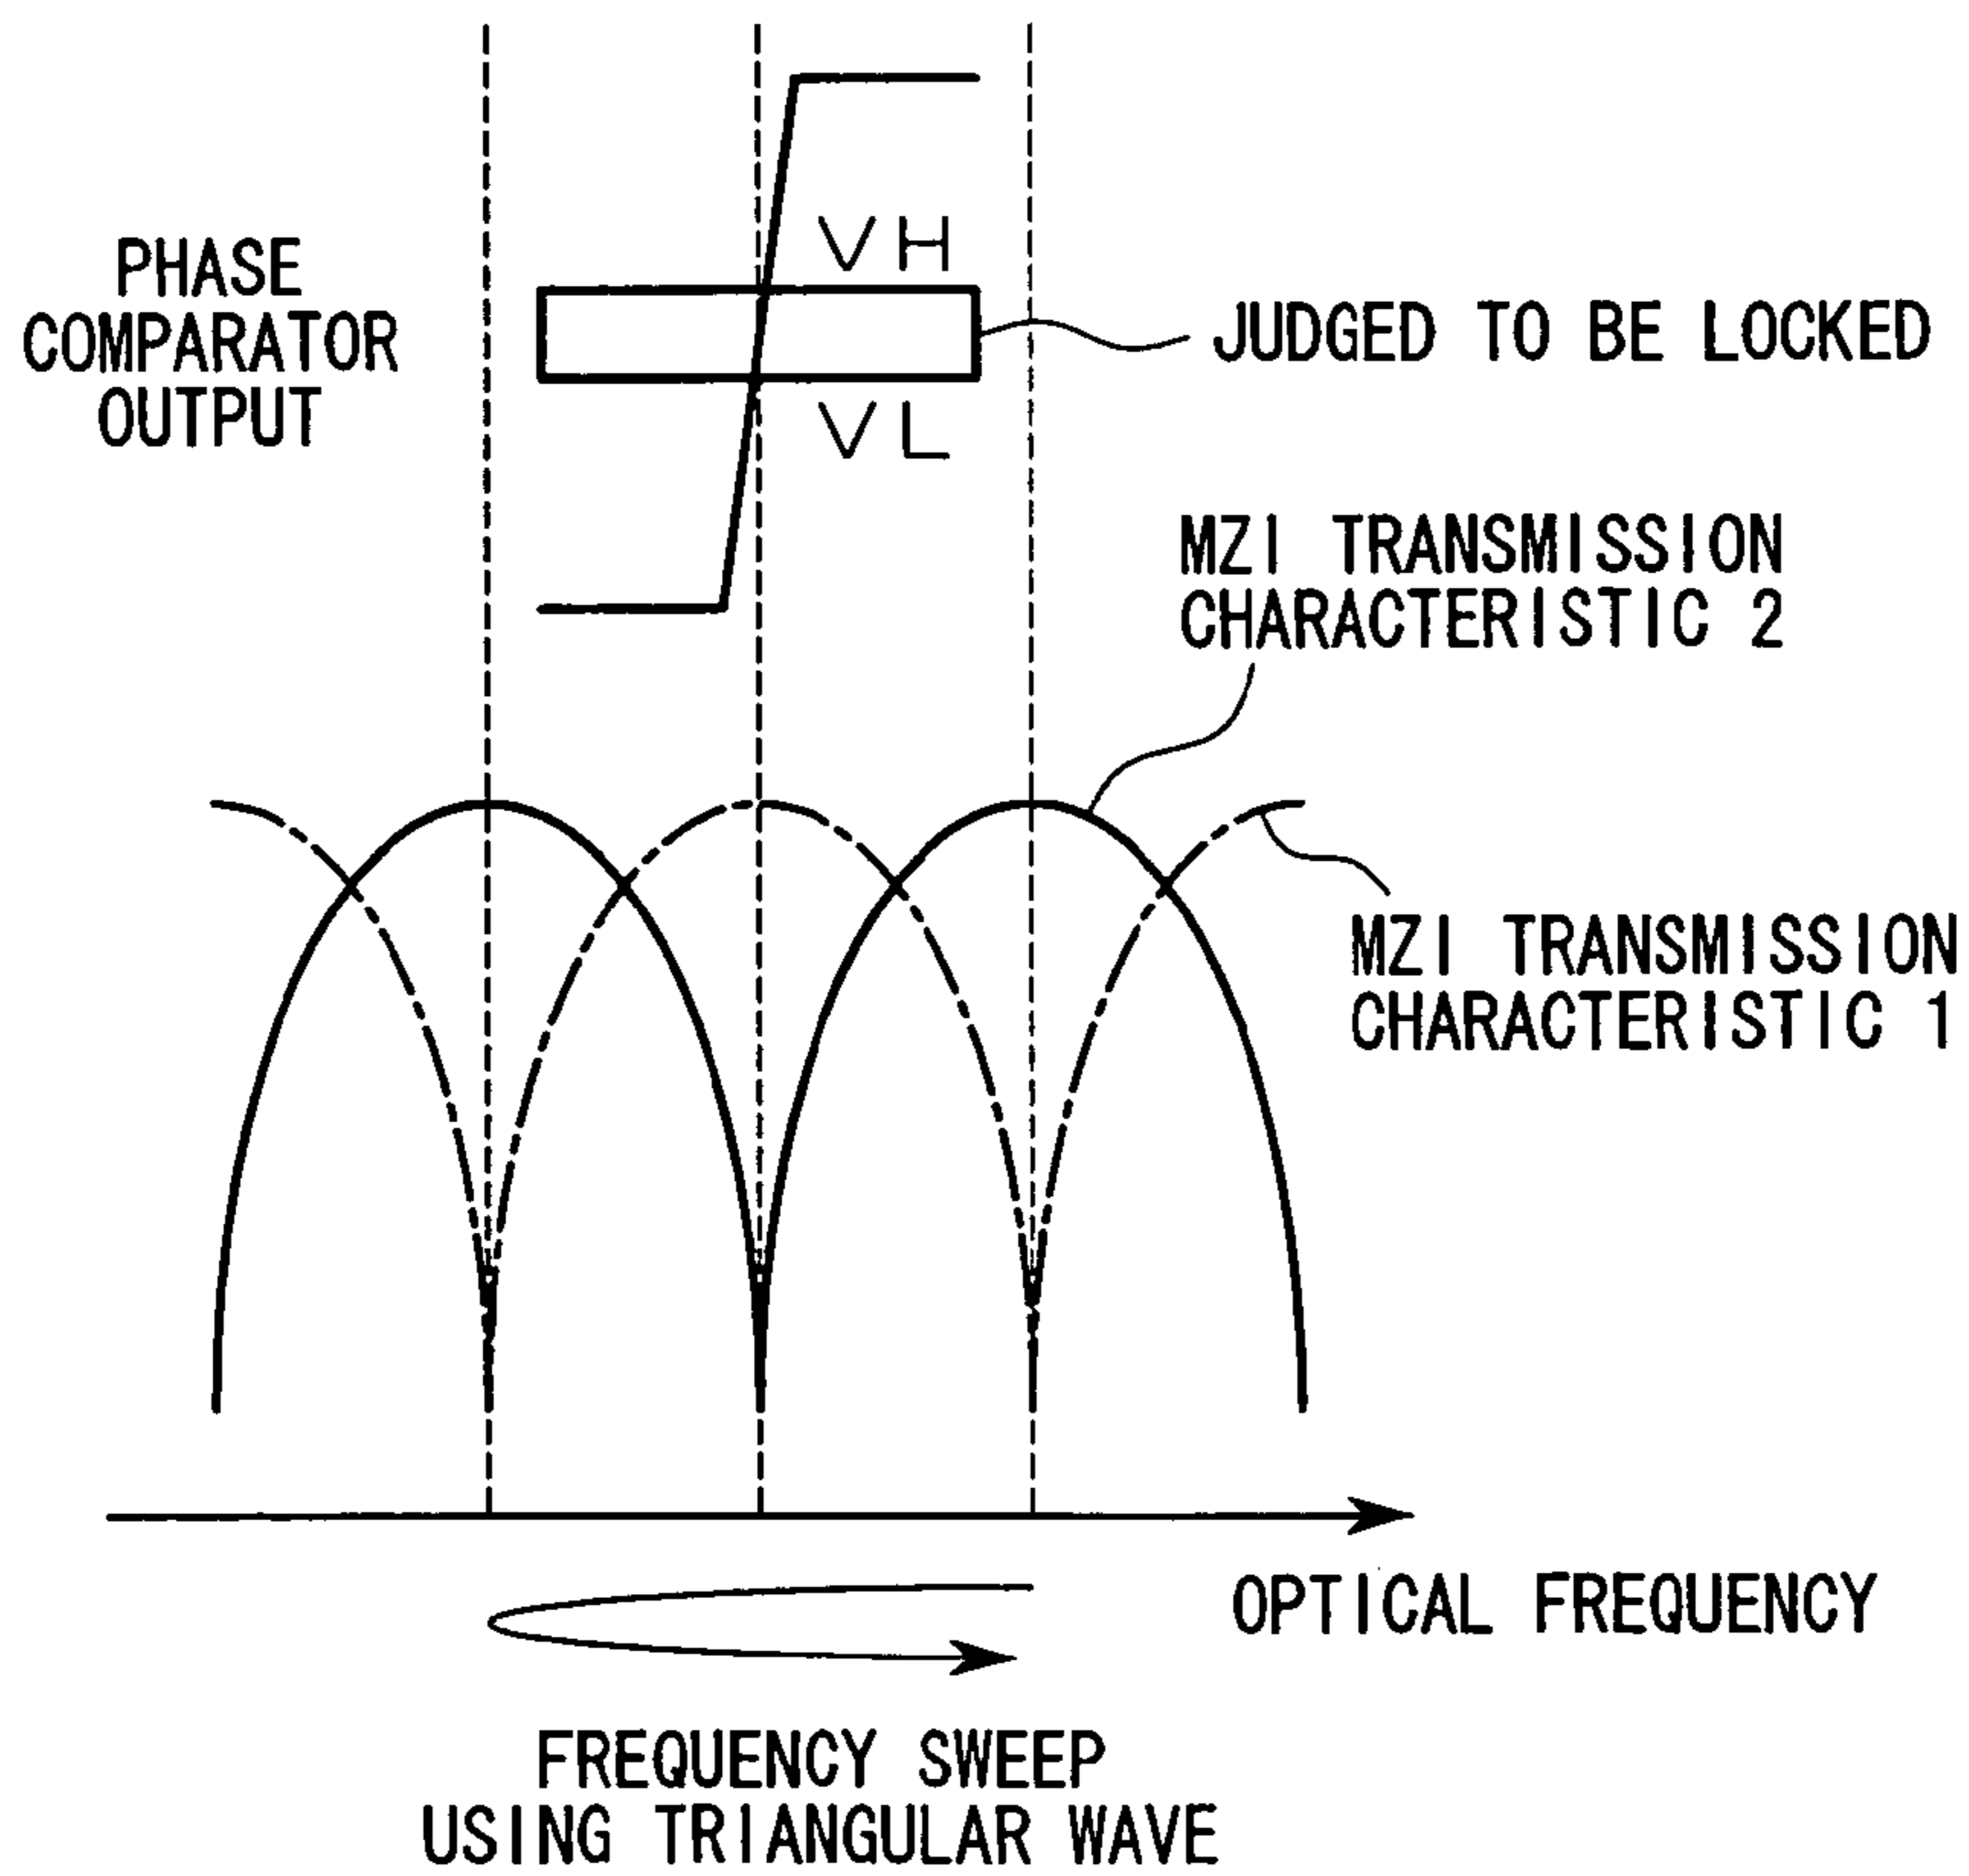 VH
PHASE
COMPARATOR
OUTPUT
JUDGED TO BE LOCKED
VL
MZI TRANSMISSION
CHARACTERISTIC 2
MZI TRANSMISSION
CHARACTERISTIC 1
OPTICAL FREQUENCY
FREQUENCY SWEEP
USING TRIANGULAR WAVE